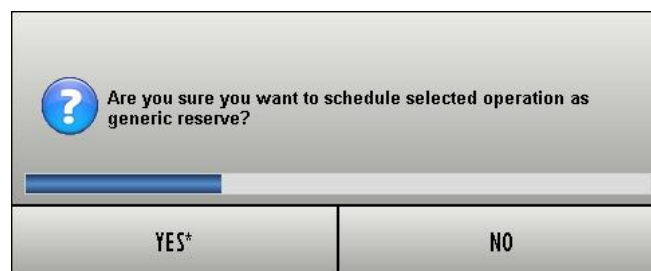 Are you sure you want to schedule selected operation as
generic reserve?
YES*
NO